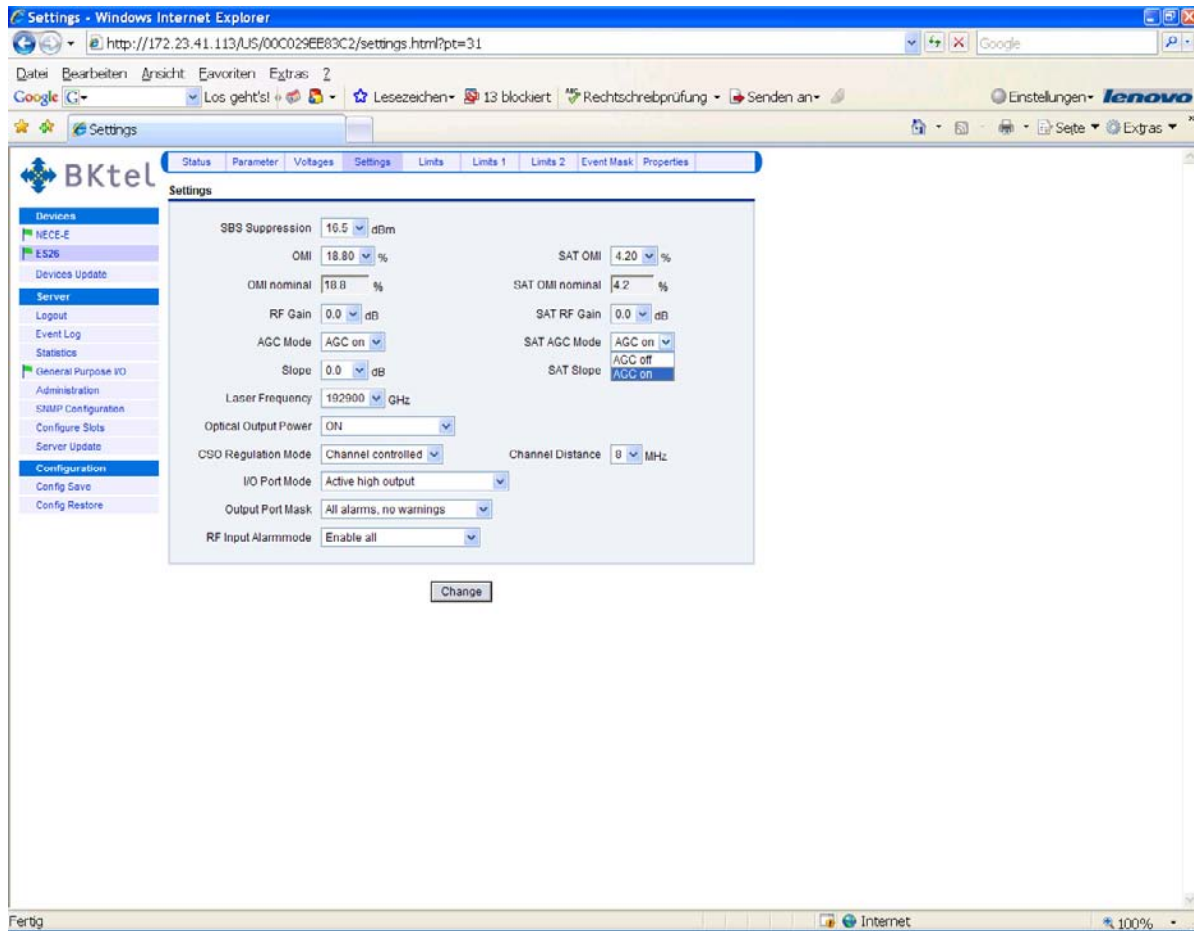 Settings - Windows Internet Explorer
http://172.23.41.113/US/00C029EE83C2/settings.html?pt=31
Google
Datei Bearbeiten Ansicht Favoriten Extras ?
Google G Los geht's! Lesezeichen 13 blockiert Rechtschreibprüfung Senden an Einstellungen lenovo
Settings Seite Extras »
BKtel
Status Parameter Voltages Settings Limits Limits 1 Limits 2 Event Mask Properties
Settings
Devices
NECE-E
ES26
Devices Update
Server
Logout
Event Log
Statistics
General Purpose I/O
Administration
SNMP Configuration
Configure Slots
Server Update
Configuration
Config Save
Config Restore
SBS Suppression 16.5 dBm
OMI 18.80 % SAT OMI 4.20 %
OMI nominal 18.8 % SAT OMI nominal 4.2 %
RF Gain 0.0 dB SAT RF Gain 0.0 dB
AGC Mode AGC on SAT AGC Mode AGC on
AGC off
AGC on
Slope 0.0 dB SAT Slope
Laser Frequency 192900 GHz
Optical Output Power ON
CSO Regulation Mode Channel controlled Channel Distance 8 MHz
I/O Port Mode Active high output
Output Port Mask All alarms, no warnings
RF Input Alarmmode Enable all
Change
Fertig Internet 100%